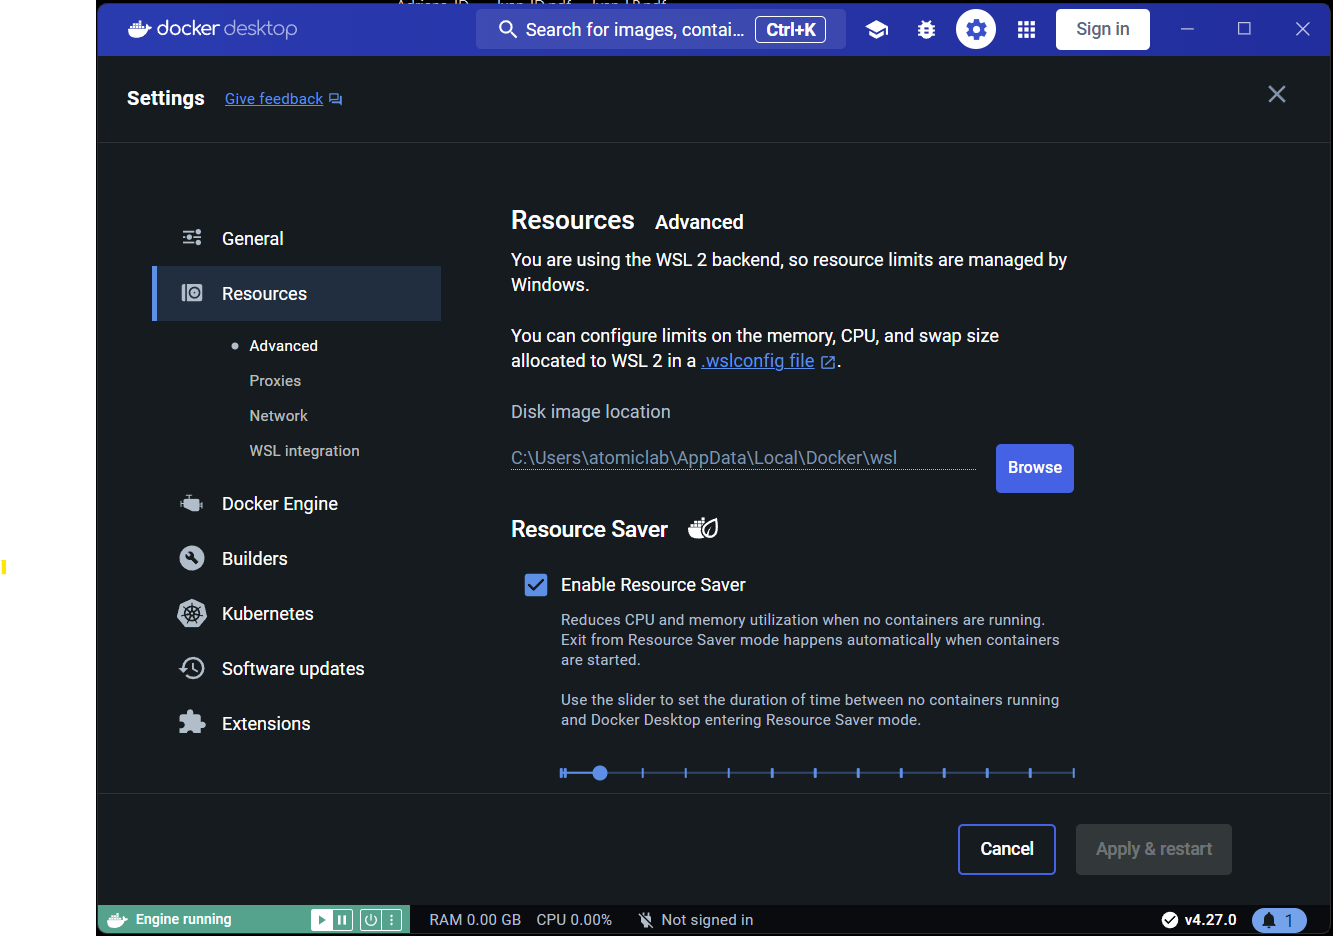 docker desktop
Search for images, contai... Ctrl+K
Sign in
Settings
Give feedback
General
Resources
Advanced
Proxies
Network
WSL integration
Docker Engine
Builders
Kubernetes
Software updates
Extensions
Resources Advanced
You are using the WSL 2 backend, so resource limits are managed by
Windows.
You can configure limits on the memory, CPU, and swap size
allocated to WSL 2 in a .wslconfig file .
Disk image location
C:\Users\atomiclab\AppData\Local\Docker\wsl
Browse
Resource Saver
Enable Resource Saver
Reduces CPU and memory utilization when no containers are running.
Exit from Resource Saver mode happens automatically when containers
are started.
Use the slider to set the duration of time between no containers running
and Docker Desktop entering Resource Saver mode.
Cancel
Apply & restart
Engine running
RAM 0.00 GB CPU 0.00% Not signed in
v4.27.0
1